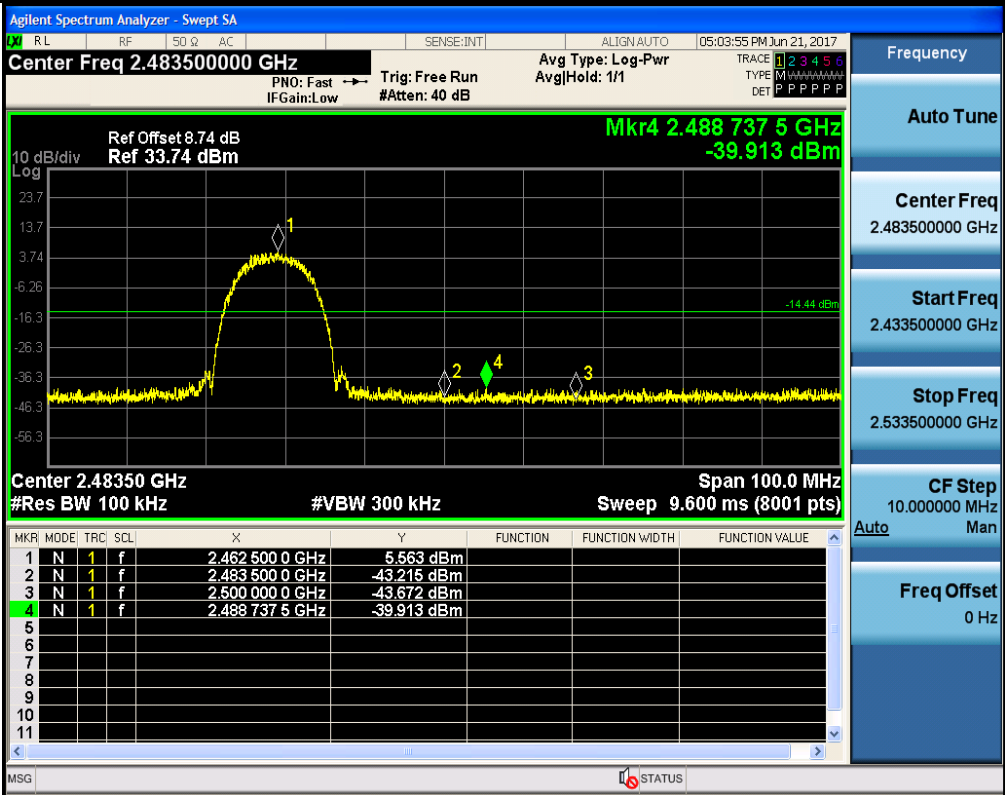 Agilent Spectrum Analyzer - Swept SA
LXI RL RF 50 Ω AC SENSE:INT ALIGN AUTO 05:03:55 PM Jun 21, 2017
Center Freq 2.483500000 GHz
PNO: Fast
IFGain:Low
Trig: Free Run
#Atten: 40 dB
Avg Type: Log-Pwr
Avg|Hold: 1/1
TRACE 1 2 3 4 5 6
TYPE M
DET P P P P P P
Ref Offset 8.74 dB
10 dB/div Ref 33.74 dBm
Log
Mkr4 2.488 737 5 GHz
-39.913 dBm
23.7
13.7
3.74
-6.26
-16.3
-26.3
-36.3
-46.3
-56.3
1
2
4
3
-14.44 dBm
Center 2.48350 GHz Span 100.0 MHz
#Res BW 100 kHz #VBW 300 kHz Sweep 9.600 ms (8001 pts)
MKR MODE TRC SCL X Y FUNCTION FUNCTION WIDTH FUNCTION VALUE
1 N 1 f 2.462 500 0 GHz 5.563 dBm
2 N 1 f 2.483 500 0 GHz -43.215 dBm
3 N 1 f 2.500 000 0 GHz -43.672 dBm
4 N 1 f 2.488 737 5 GHz -39.913 dBm
5
6
7
8
9
10
11
MSG STATUS
Frequency
Auto Tune
Center Freq
2.483500000 GHz
Start Freq
2.433500000 GHz
Stop Freq
2.533500000 GHz
CF Step
10.000000 MHz
Auto Man
Freq Offset
0 Hz